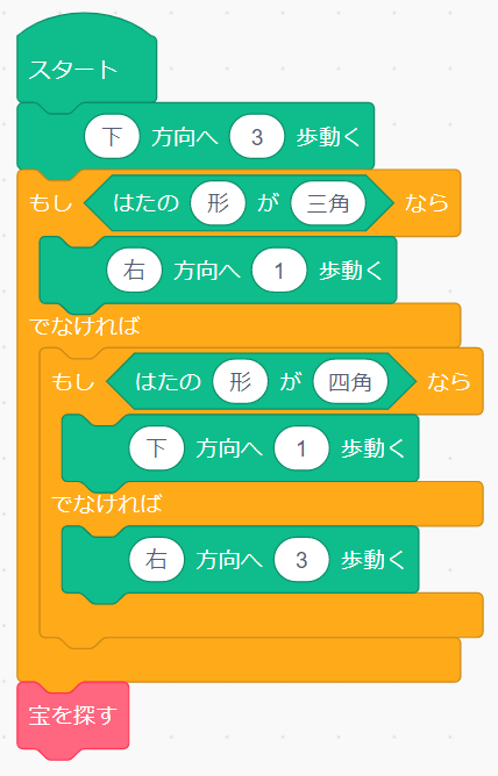 スタート
下 方向へ 3 歩動く
もし はたの 形 が 三角 なら
右 方向へ 1 歩動く
でなければ
もし はたの 形 が 四角 なら
下 方向へ 1 歩動く
でなければ
右 方向へ 3 歩動く
宝を探す